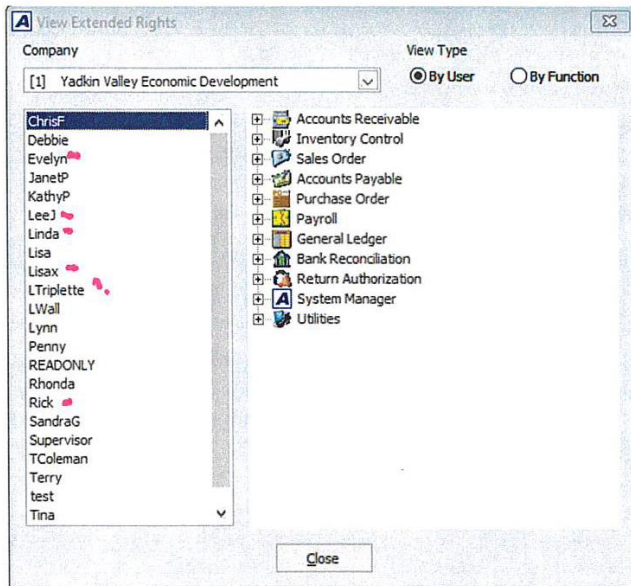 A View Extended Rights
Company
View Type
[1] Yadkin Valley Economic Development
By User
By Function
ChrisF
Debbie
Evelyn
JanetP
KathyP
LeeJ
Linda
Lisa
Lisax
LTriplette
LWall
Lynn
Penny
READONLY
Rhonda
Rick
SandraG
Supervisor
TColeman
Terry
test
Tina
Accounts Receivable
Inventory Control
Sales Order
Accounts Payable
Purchase Order
Payroll
General Ledger
Bank Reconciliation
Return Authorization
A System Manager
Utilities
Close